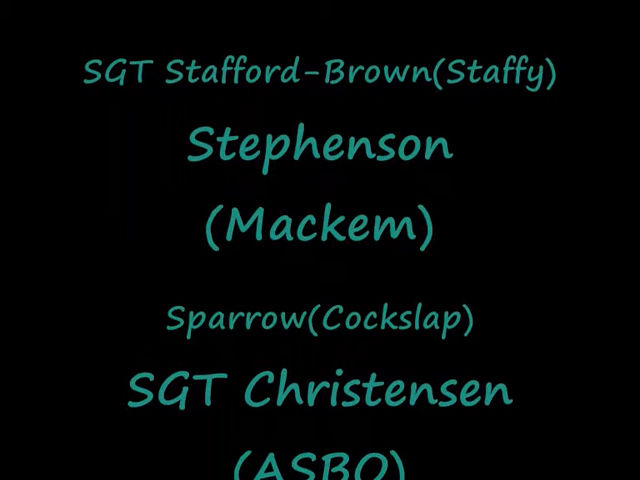 SGT Stafford-Brown(Staffy)
Stephenson
(Mackem)
Sparrow(Cockslap)
SGT Christensen
(ASBO)